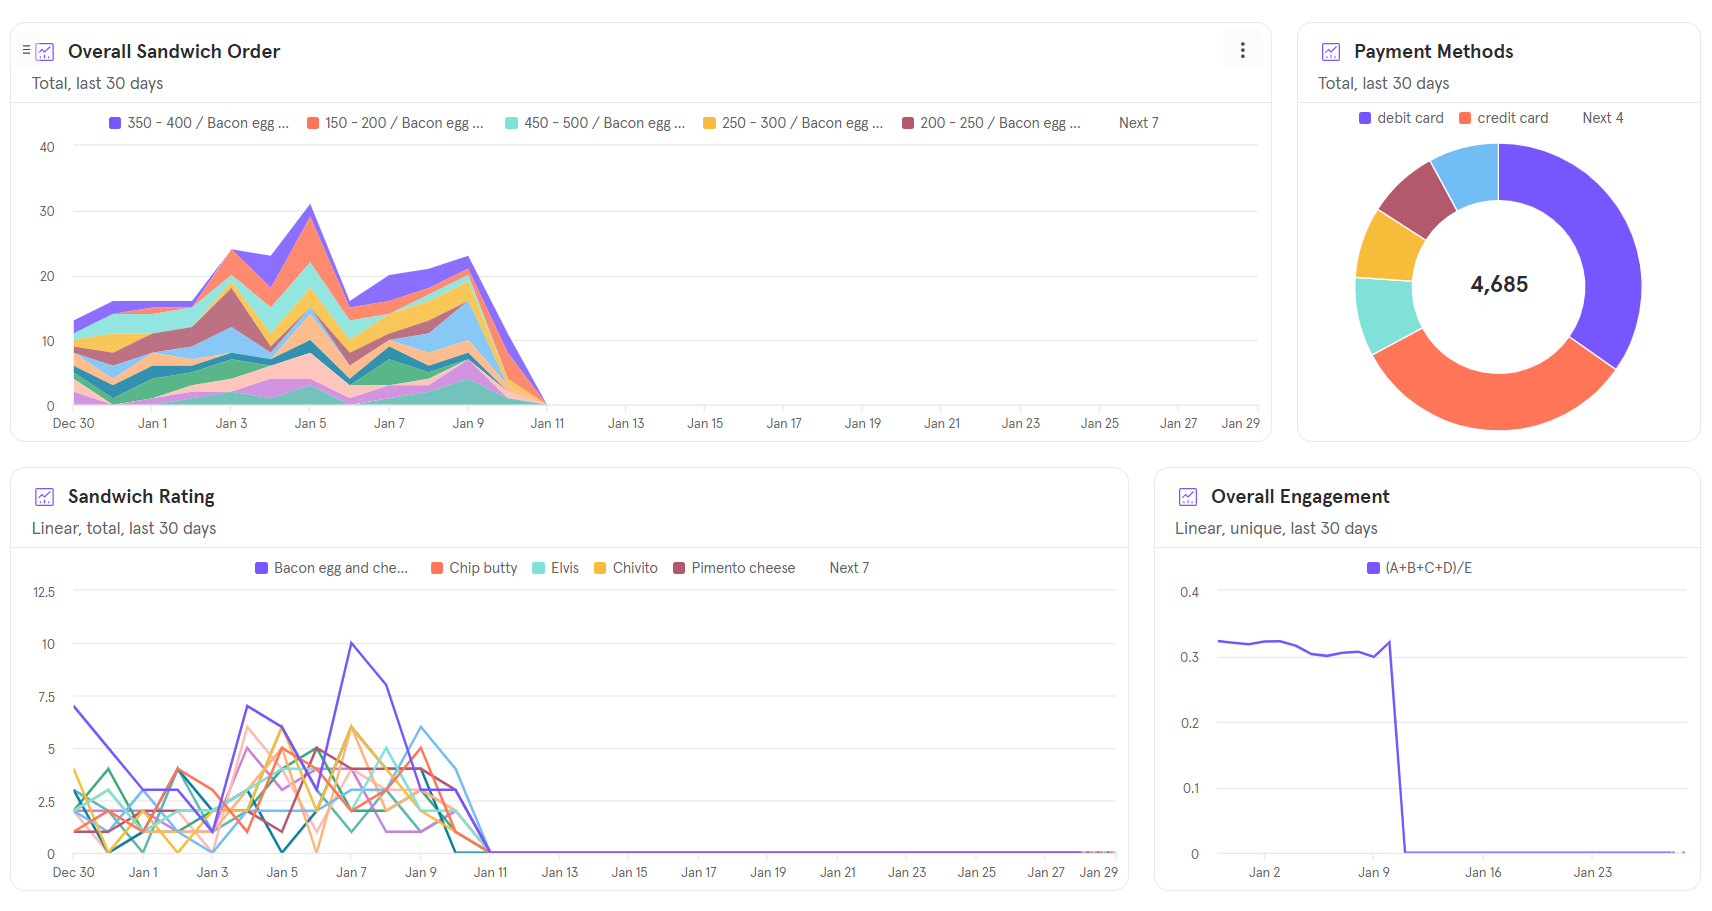 Overall Sandwich Order
Total, last 30 days
350 - 400 / Bacon egg ... 150 - 200 / Bacon egg ... 450 - 500 / Bacon egg ... 250 - 300 / Bacon egg ... 200 - 250 / Bacon egg ... Next 7
40
30
20
10
0
Dec 30 Jan 1 Jan 3 Jan 5 Jan 7 Jan 9 Jan 11 Jan 13 Jan 15 Jan 17 Jan 19 Jan 21 Jan 23 Jan 25 Jan 27 Jan 29
Payment Methods
Total, last 30 days
debit card credit card Next 4
4,685
Sandwich Rating
Linear, total, last 30 days
Bacon egg and che... Chip butty Elvis Chivito Pimento cheese Next 7
12.5
10
7.5
5
2.5
0
Dec 30 Jan 1 Jan 3 Jan 5 Jan 7 Jan 9 Jan 11 Jan 13 Jan 15 Jan 17 Jan 19 Jan 21 Jan 23 Jan 25 Jan 27 Jan 29
Overall Engagement
Linear, unique, last 30 days
(A+B+C+D)/E
0.4
0.3
0.2
0.1
0
Jan 2 Jan 9 Jan 16 Jan 23